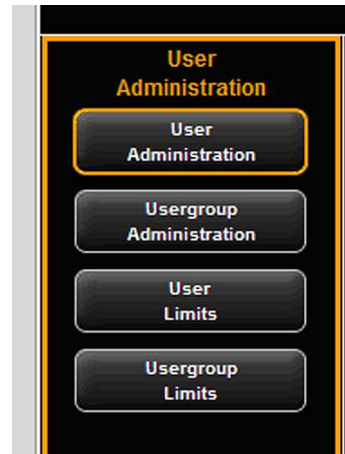 User
Administration
User
Administration
Usergroup
Administration
User
Limits
Usergroup
Limits